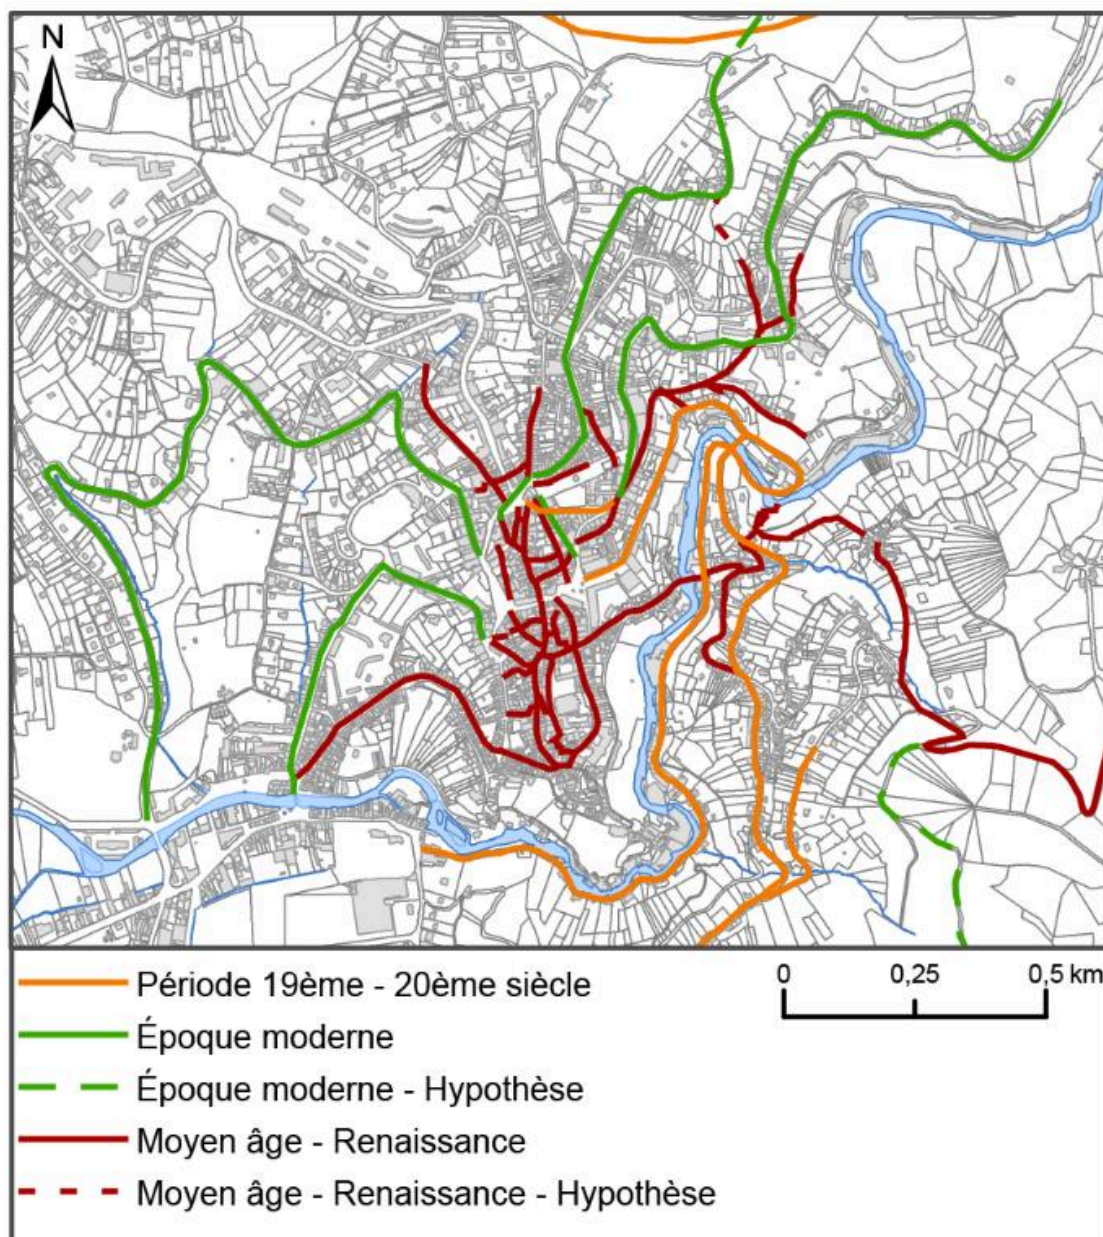 N
Période 19ème - 20ème siècle
0 0,25 0,5 km
Époque moderne
Époque moderne - Hypothèse
Moyen âge - Renaissance
Moyen âge - Renaissance - Hypothèse